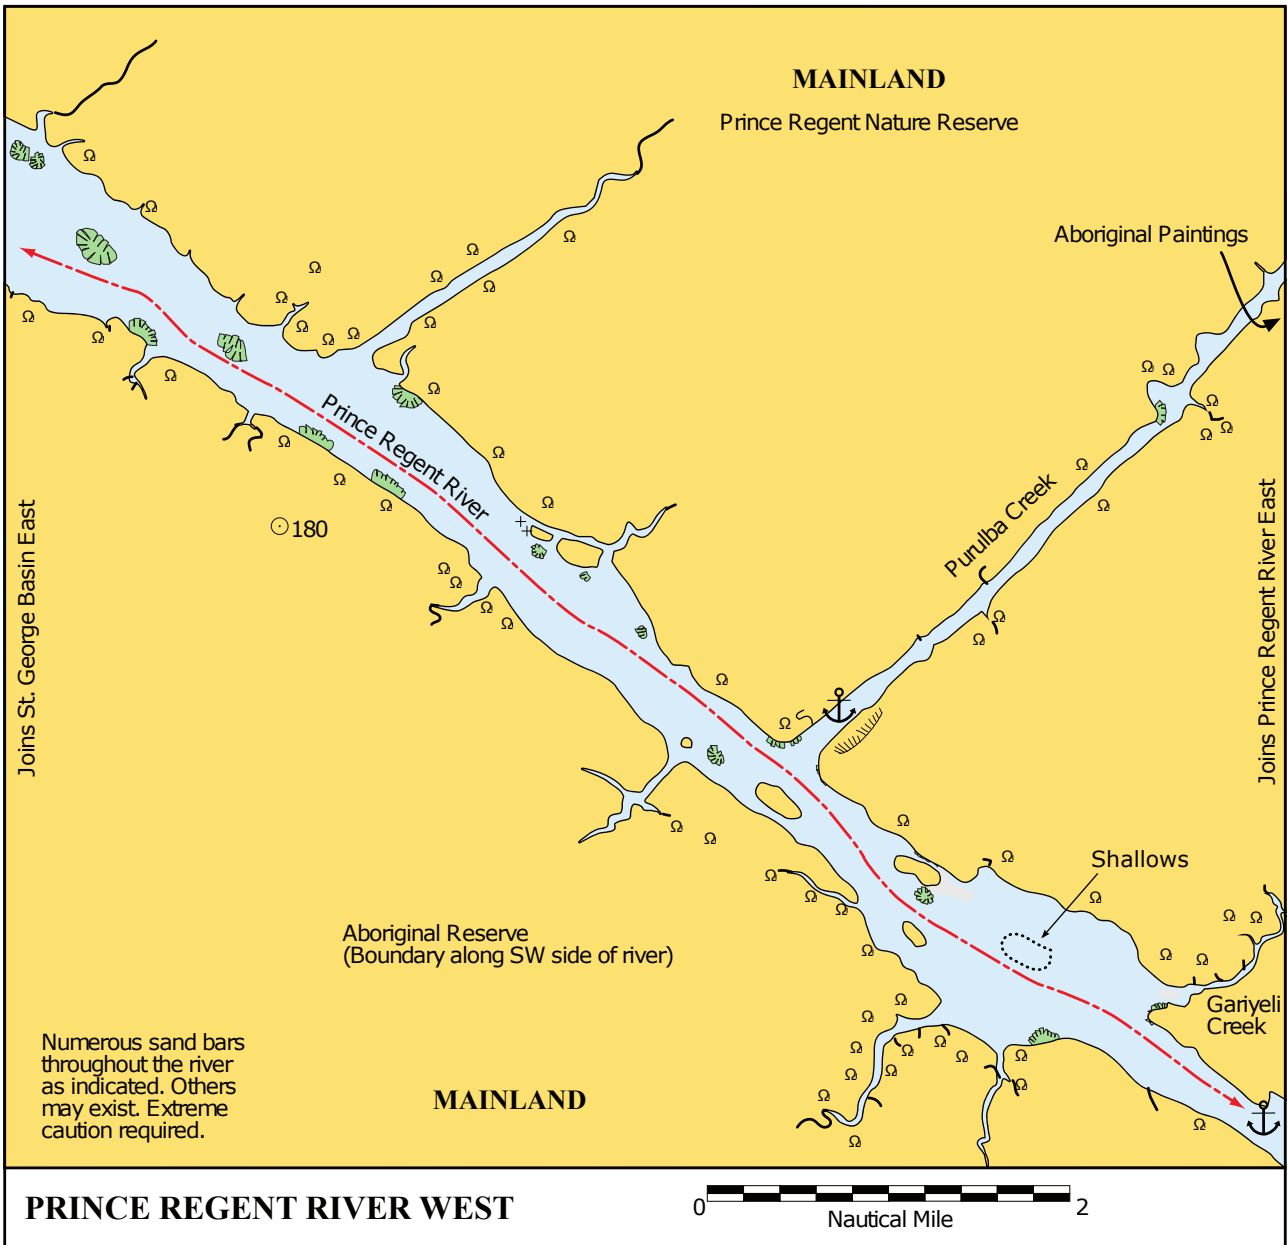 MAINLAND
Prince Regent Nature Reserve
Aboriginal Paintings
Prince Regent River
180
Purulba Creek
Joins St. George Basin East
Joins Prince Regent River East
Shallows
Aboriginal Reserve
(Boundary along SW side of river)
Gariyeli
Creek
Numerous sand bars
throughout the river
as indicated. Others
may exist. Extreme
caution required.
MAINLAND
PRINCE REGENT RIVER WEST
0
2
Nautical Mile